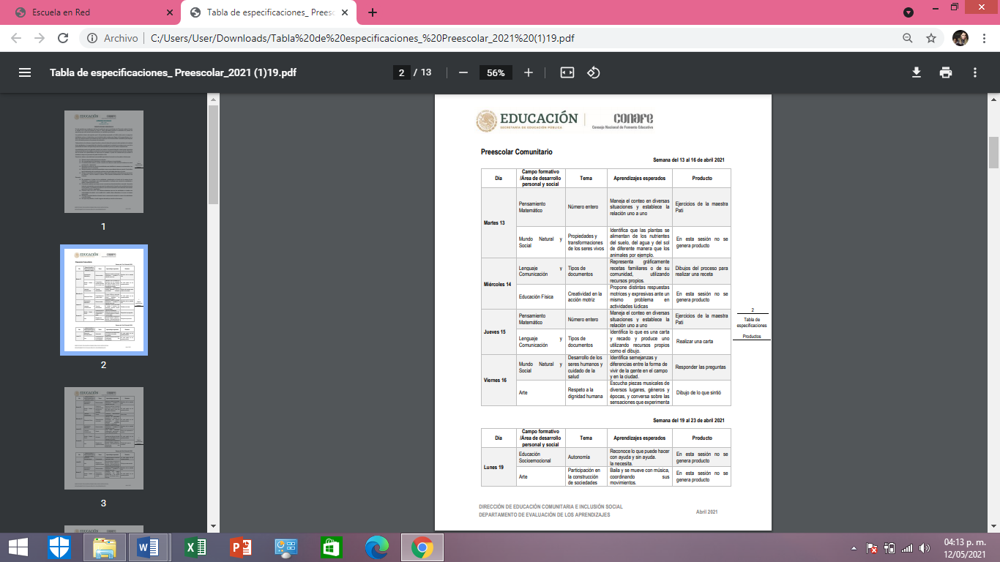 Escuela en Red
Tabla de especificaciones_ Preesc
Archivo
C:/Users/User/Downloads/Tabla%20de%20especificaciones_%20Preescolar_2021%20(1)19.pdf
Tabla de especificaciones_ Preescolar_2021 (1)19.pdf
2 / 13
56%
1
2
3
EDUCACIÓN
SECRETARÍA DE EDUCACIÓN PÚBLICA
CONAFE
Consejo Nacional de Fomento Educativo
Preescolar Comunitario
Semana del 13 al 16 de abril 2021
Día
Campo formativo
/Área de desarrollo
personal y social
Tema
Aprendizajes esperados
Producto
Martes 13
Pensamiento
Matemático
Número entero
Maneja el conteo en diversas
situaciones y establece la
relación uno a uno
Ejercicios de la maestra
Pati
Mundo Natural y
Social
Propiedades y
transformaciones
de los seres vivos
Identifica que las plantas se
alimentan de los nutrientes
del suelo, del agua y del sol
de diferente manera que los
animales por ejemplo.
En esta sesión no se
genera producto
Miércoles 14
Lenguaje y
Comunicación
Tipos de
documentos
Representa gráficamente
recetas familiares o de su
comunidad, utilizando
recursos propios.
Dibujos del proceso para
realizar una receta
Educación Física
Creatividad en la
acción motriz
Propone distintas respuestas
motrices y expresivas ante un
mismo problema en
actividades lúdicas
En esta sesión no se
genera producto
Jueves 15
Pensamiento
Matemático
Número entero
Maneja el conteo en diversas
situaciones y establece la
relación uno a uno
Ejercicios de la maestra
Pati
Lenguaje y
Comunicación
Tipos de
documentos
Identifica lo que es una carta
y recado y produce uno
utilizando recursos propios
como el dibujo.
Realizar una carta
Viernes 16
Mundo Natural y
Social
Desarrollo de los
seres humanos y
cuidado de la
salud
Identifica semejanzas y
diferencias entre la forma de
vivir de la gente en el campo
y en la ciudad.
Responder las preguntas
Arte
Respeto a la
dignidad humana
Escucha piezas musicales de
diversos lugares, géneros y
épocas, y conversa sobre las
sensaciones que experimenta
Dibujo de lo que sintió
2
Tabla de
especificaciones
Productos
Semana del 19 al 23 de abril 2021
Día
Campo formativo
/Área de desarrollo
personal y social
Tema
Aprendizajes esperados
Producto
Lunes 19
Educación
Socioemocional
Autonomía
Reconoce lo que puede hacer
con ayuda y sin ayuda.
la necesita.
En esta sesión no se
genera producto
Arte
Participación en
la construcción
de sociedades
Baila y se mueve con música,
coordinando sus
movimientos.
En esta sesión no se
genera producto
DIRECCIÓN DE EDUCACIÓN COMUNITARIA E INCLUSIÓN SOCIAL
DEPARTAMENTO DE EVALUACIÓN DE LOS APRENDIZAJES
Abril 2021
04:13 p. m.
12/05/2021